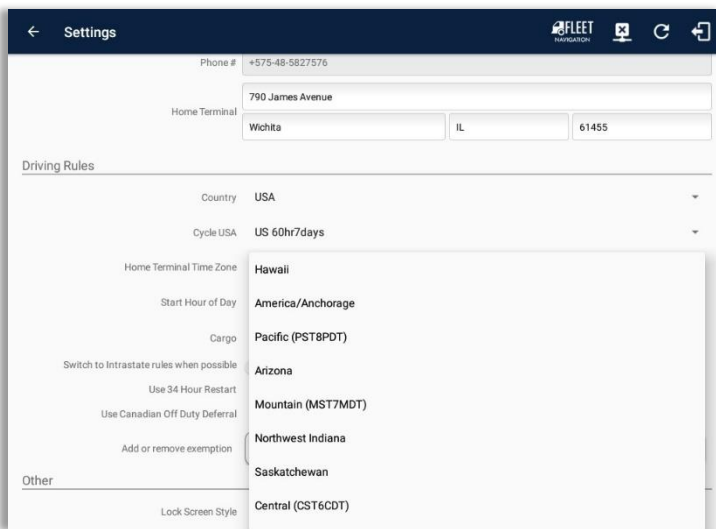 Settings
FLEET
NAVIGATION
Phone # +575-48-5827576
Home Terminal
790 James Avenue
Wichita IL 61455
Driving Rules
Country USA
Cycle USA US 60hr7days
Home Terminal Time Zone
Hawaii
Start Hour of Day
America/Anchorage
Cargo
Pacific (PST8PDT)
Switch to Intrastate rules when possible
Arizona
Use 34 Hour Restart
Mountain (MST7MDT)
Use Canadian Off Duty Deferral
Northwest Indiana
Add or remove exemption
Saskatchewan
Other
Central (CST6CDT)
Lock Screen Style